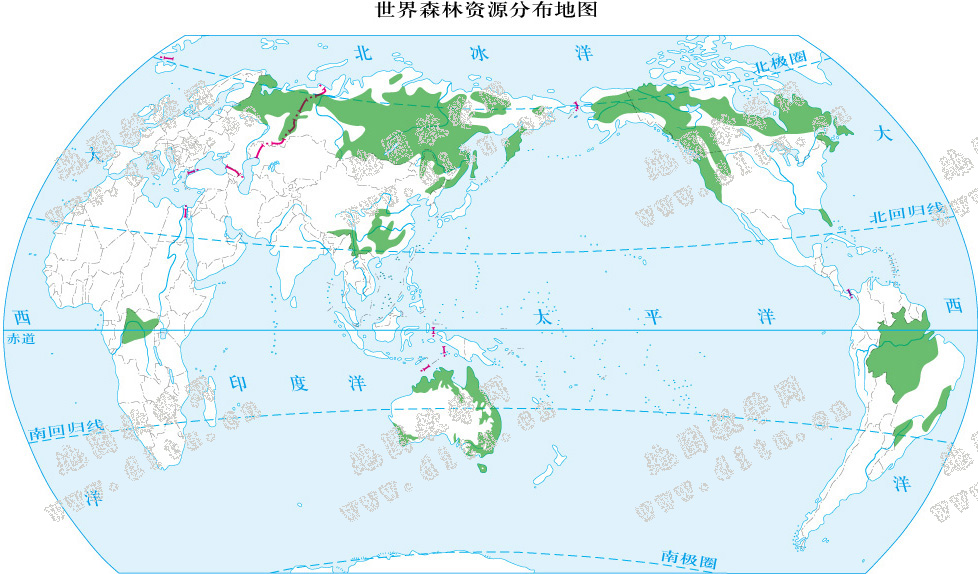 世界森林资源分布地图
北冰洋
北极圈
大
大
北回归线
西
太平洋
西
赤道
印度洋
南回归线
洋
洋
南极圈